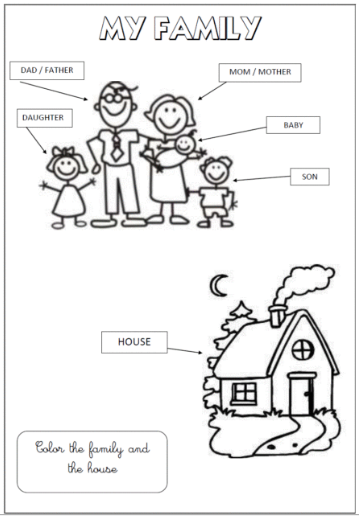 MY FAMILY
DAD / FATHER
MOM / MOTHER
DAUGHTER
BABY
SON
HOUSE
Color the family and
the house